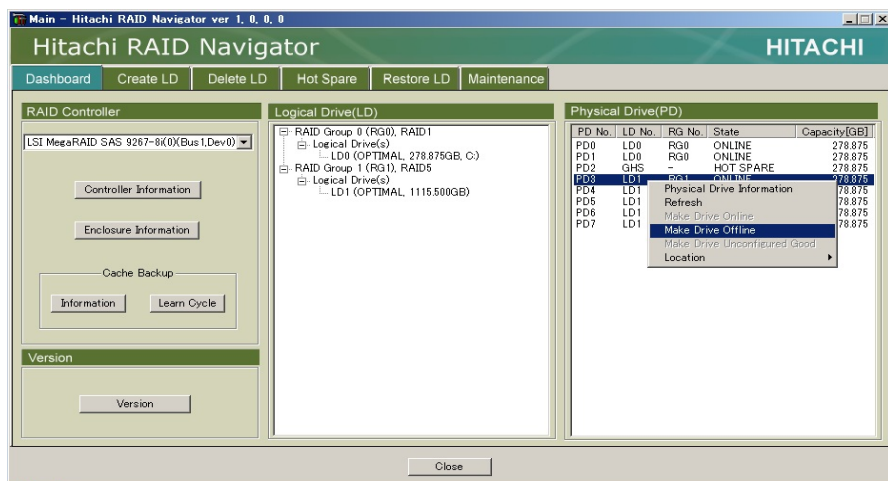 Main - Hitachi RAID Navigator ver 1, 0, 0, 0
Hitachi RAID Navigator
HITACHI
Dashboard Create LD Delete LD Hot Spare Restore LD Maintenance
RAID Controller
LSI MegaRAID SAS 9267-8i(0)(Bus1,Dev0)
Controller Information
Enclosure Information
Cache Backup
Information Learn Cycle
Version
Version
Logical Drive(LD)
RAID Group 0 (RG0), RAID1
Logical Drive(s)
LD0 (OPTIMAL, 278.875GB, C:)
RAID Group 1 (RG1), RAID5
Logical Drive(s)
LD1 (OPTIMAL, 1115.500GB)
Physical Drive(PD)
PD No. LD No. RG No. State Capacity[GB]
PD0 LD0 RG0 ONLINE 278.875
PD1 LD0 RG0 ONLINE 278.875
PD2 GHS - HOT SPARE 278.875
PD3 LD1 RG1 ONLINE 278.875
PD4 LD1 78.875
PD5 LD1 78.875
PD6 LD1 78.875
PD7 LD1 78.875
Physical Drive Information
Refresh
Make Drive Online
Make Drive Offline
Make Drive Unconfigured Good
Location
Close